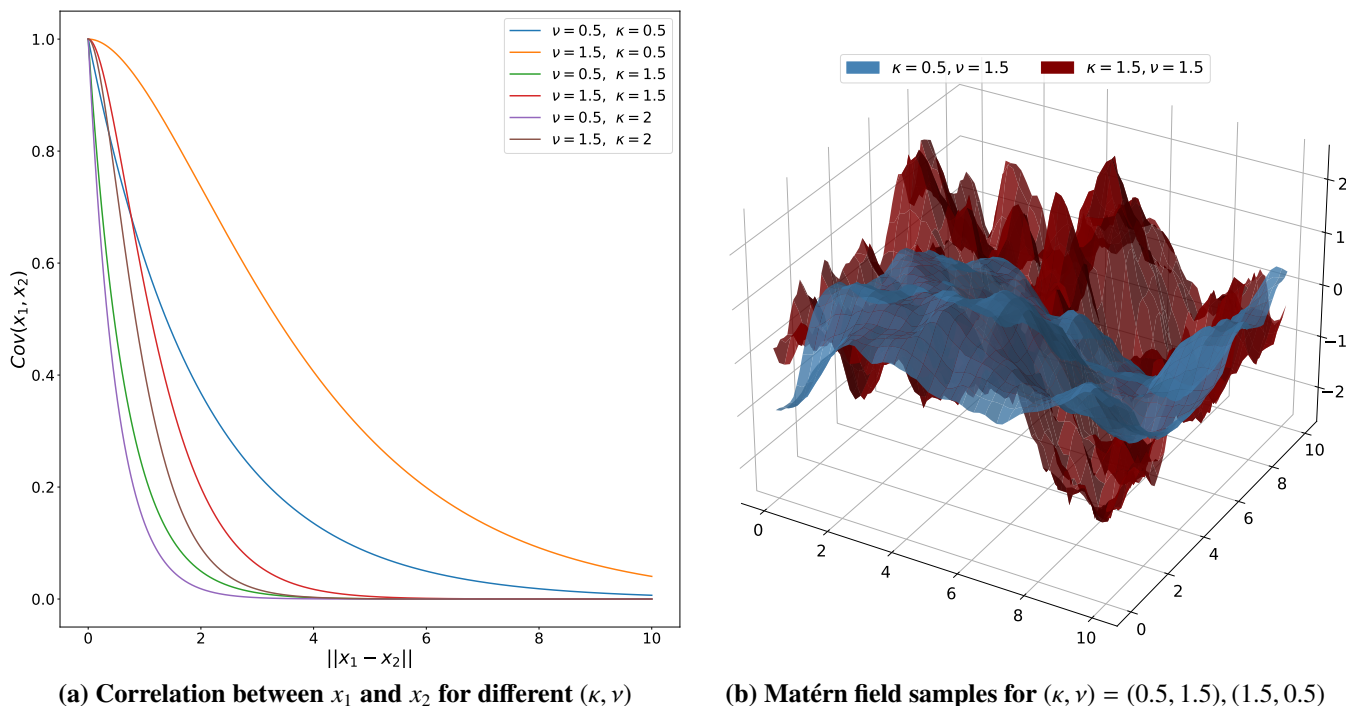 1.0
0.8
0.6
0.4
0.2
0.0
Cov(x₁, x₂)
0 2 4 6 8 10
||x₁ − x₂||
ν = 0.5, κ = 0.5
ν = 1.5, κ = 0.5
ν = 0.5, κ = 1.5
ν = 1.5, κ = 1.5
ν = 0.5, κ = 2
ν = 1.5, κ = 2
(a) Correlation between x₁ and x₂ for different (κ, ν)
κ = 0.5, ν = 1.5 κ = 1.5, ν = 1.5
2
1
0
−1
−2
0 2 4 6 8 10
0 2 4 6 8 10
(b) Matérn field samples for (κ, ν) = (0.5, 1.5), (1.5, 0.5)